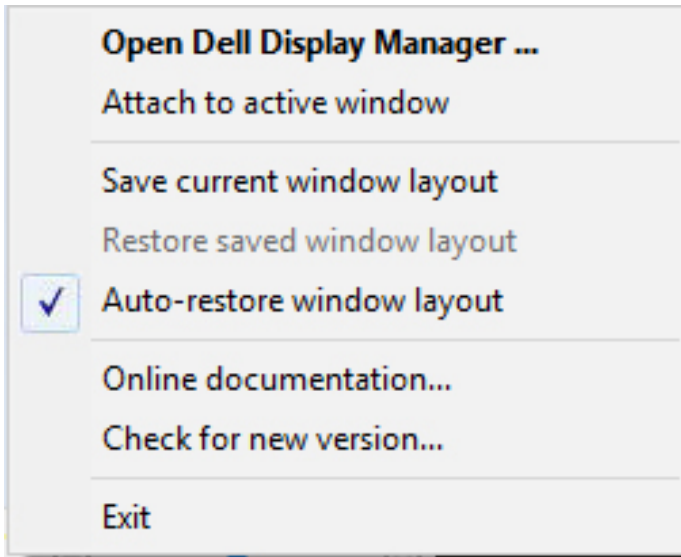 Open Dell Display Manager ...
Attach to active window
Save current window layout
Restore saved window layout
Auto-restore window layout
Online documentation...
Check for new version...
Exit